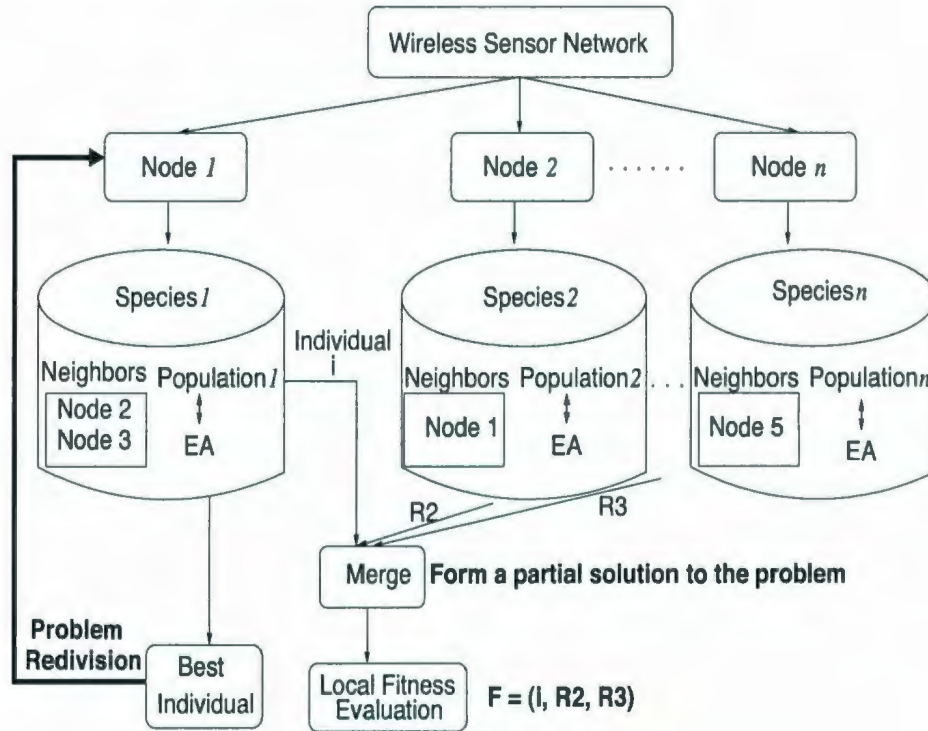 Wireless Sensor Network
Node 1
Node 2
. . . . . .
Node n
Species1
Species2
Speciesn
Individual
i
Neighbors
Population1
Node 2
Node 3
EA
Neighbors
Population2
. . .
Node 1
EA
Neighbors
Populationn
Node 5
EA
R2
R3
Merge
Form a partial solution to the problem
Problem
Redivision
Best
Individual
Local Fitness
Evaluation
F = (i, R2, R3)